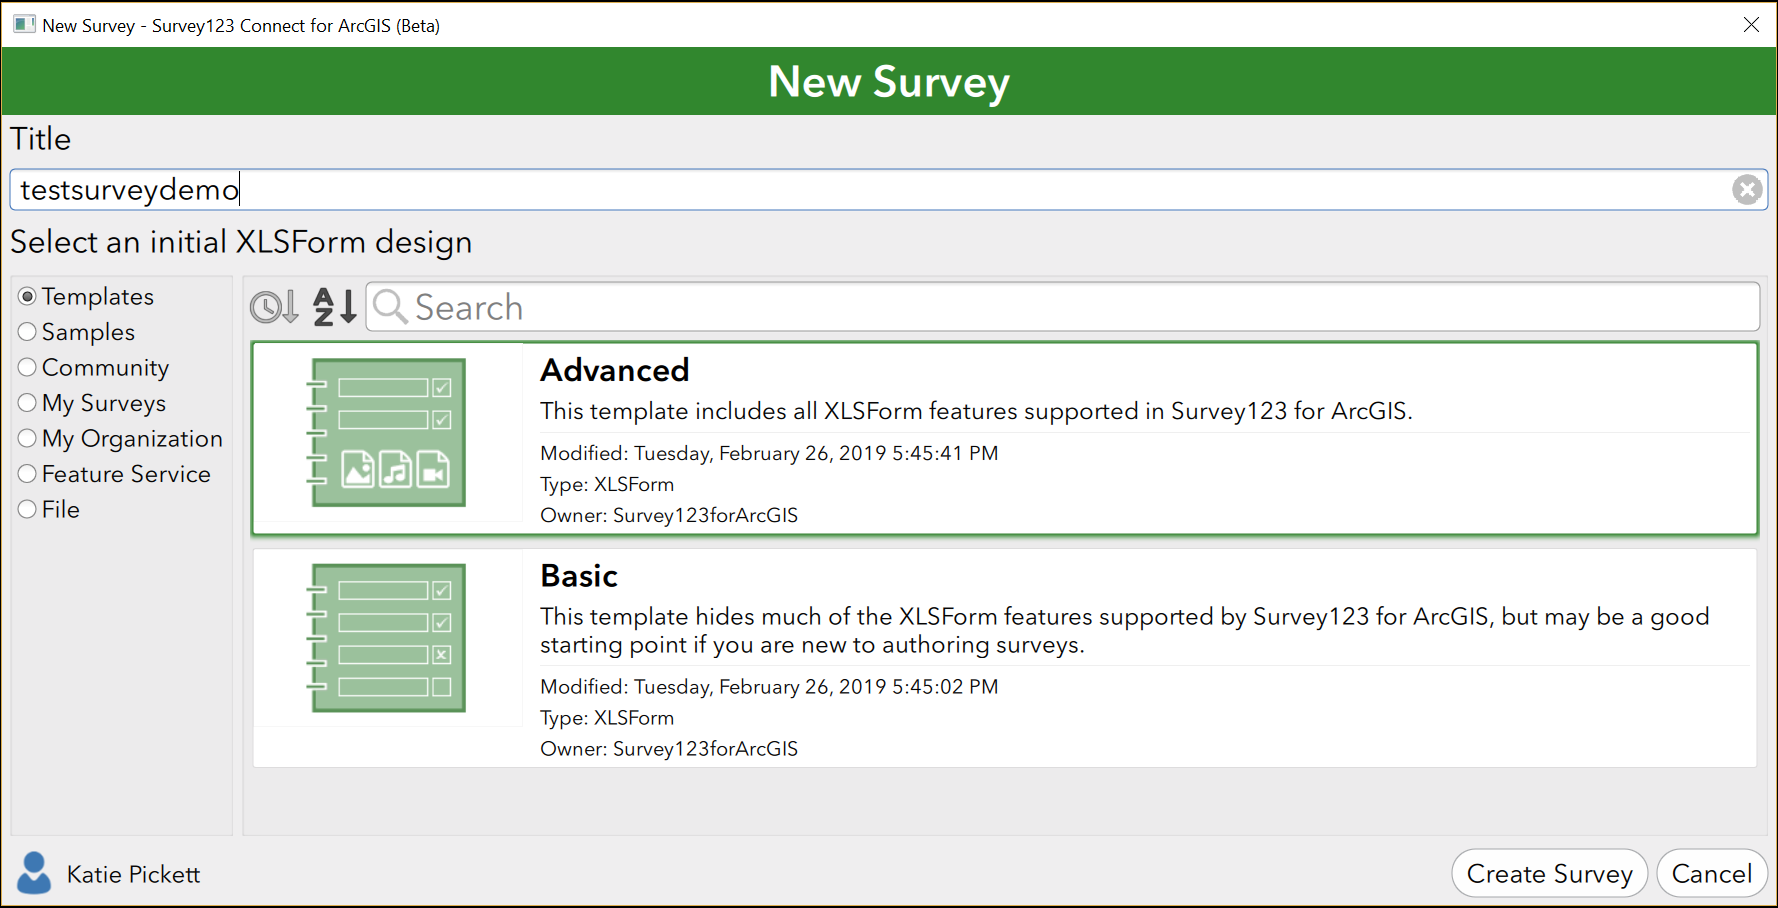 New Survey - Survey123 Connect for ArcGIS (Beta)
New Survey
Title
testsurveydemo
Select an initial XLSForm design
Templates
Samples
Community
My Surveys
My Organization
Feature Service
File
A
Z
Search
Advanced
This template includes all XLSForm features supported in Survey123 for ArcGIS.
Modified: Tuesday, February 26, 2019 5:45:41 PM
Type: XLSForm
Owner: Survey123forArcGIS
Basic
This template hides much of the XLSForm features supported by Survey123 for ArcGIS, but may be a good
starting point if you are new to authoring surveys.
Modified: Tuesday, February 26, 2019 5:45:02 PM
Type: XLSForm
Owner: Survey123forArcGIS
Katie Pickett
Create Survey
Cancel